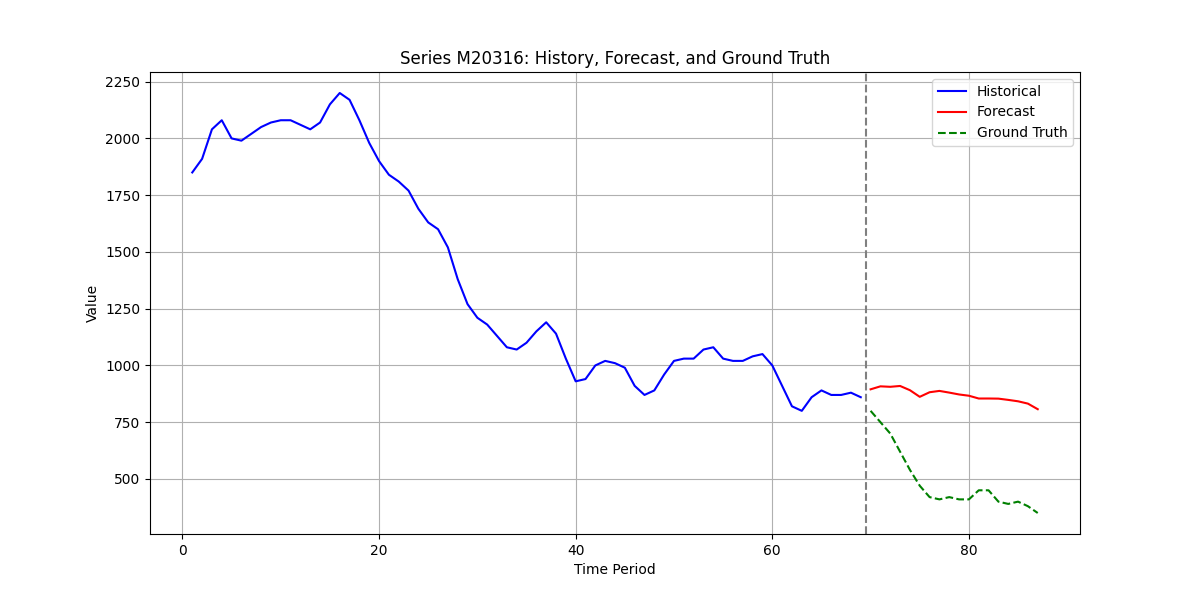 Series M20316: History, Forecast, and Ground Truth
2250
2000
1750
1500
1250
1000
750
500
Value
Historical
Forecast
Ground Truth
0
20
40
60
80
Time Period